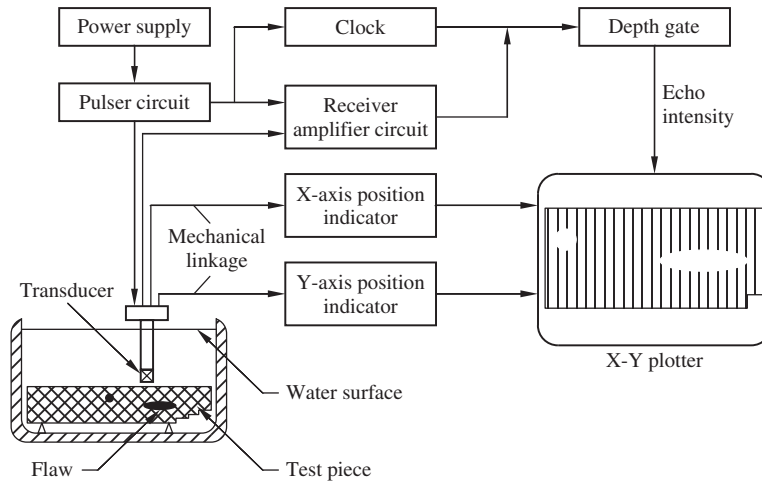 Power supply
Clock
Depth gate
Pulser circuit
Receiver
amplifier circuit
Echo
intensity
X-axis position
indicator
Mechanical
linkage
Transducer
Y-axis position
indicator
X-Y plotter
Water surface
Flaw
Test piece